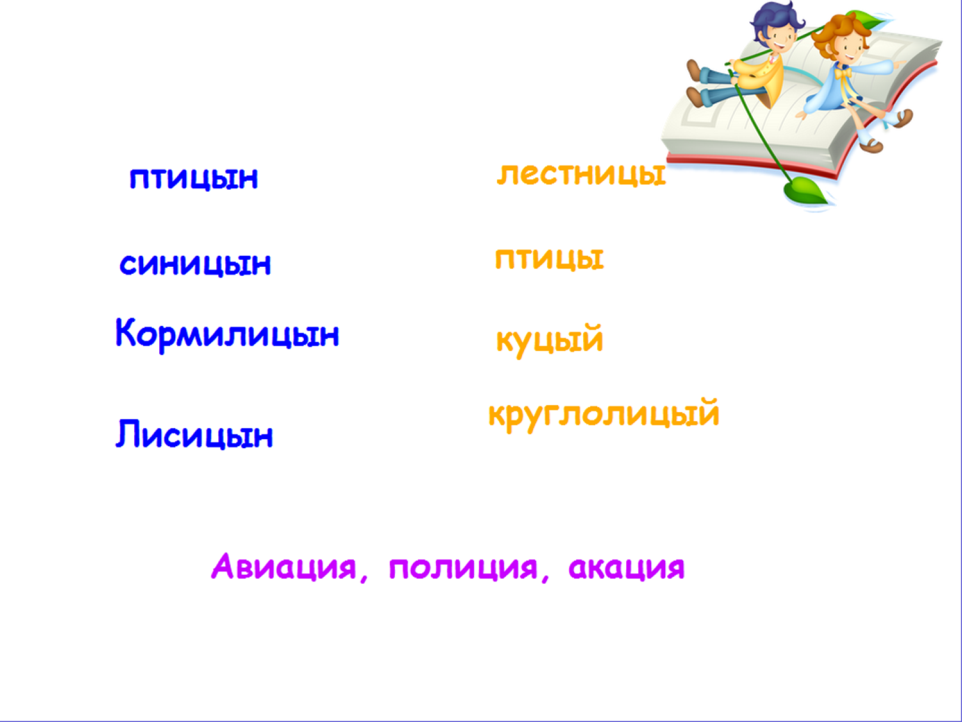 птицын
синицын
Кормилицын
Лисицын
лестницы
птицы
куцый
круглолицый
Авиация, полиция, акация